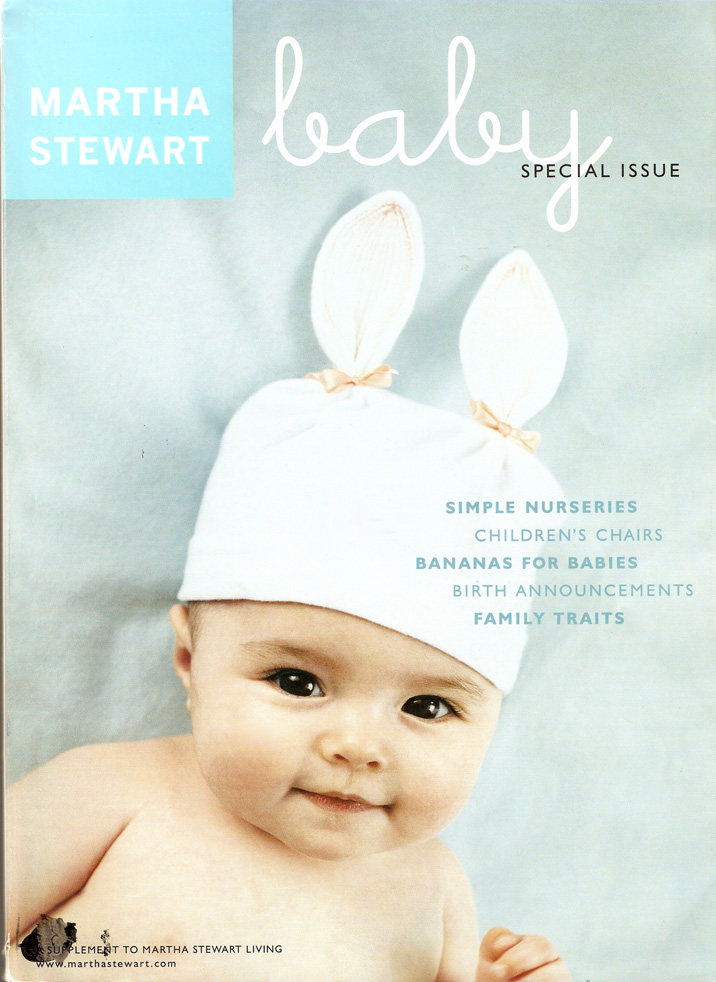 MARTHA
STEWART
baby
SPECIAL ISSUE
SIMPLE NURSERIES
CHILDREN'S CHAIRS
BANANAS FOR BABIES
BIRTH ANNOUNCEMENTS
FAMILY TRAITS
SUPPLEMENT TO MARTHA STEWART LIVING
www.marthastewart.com